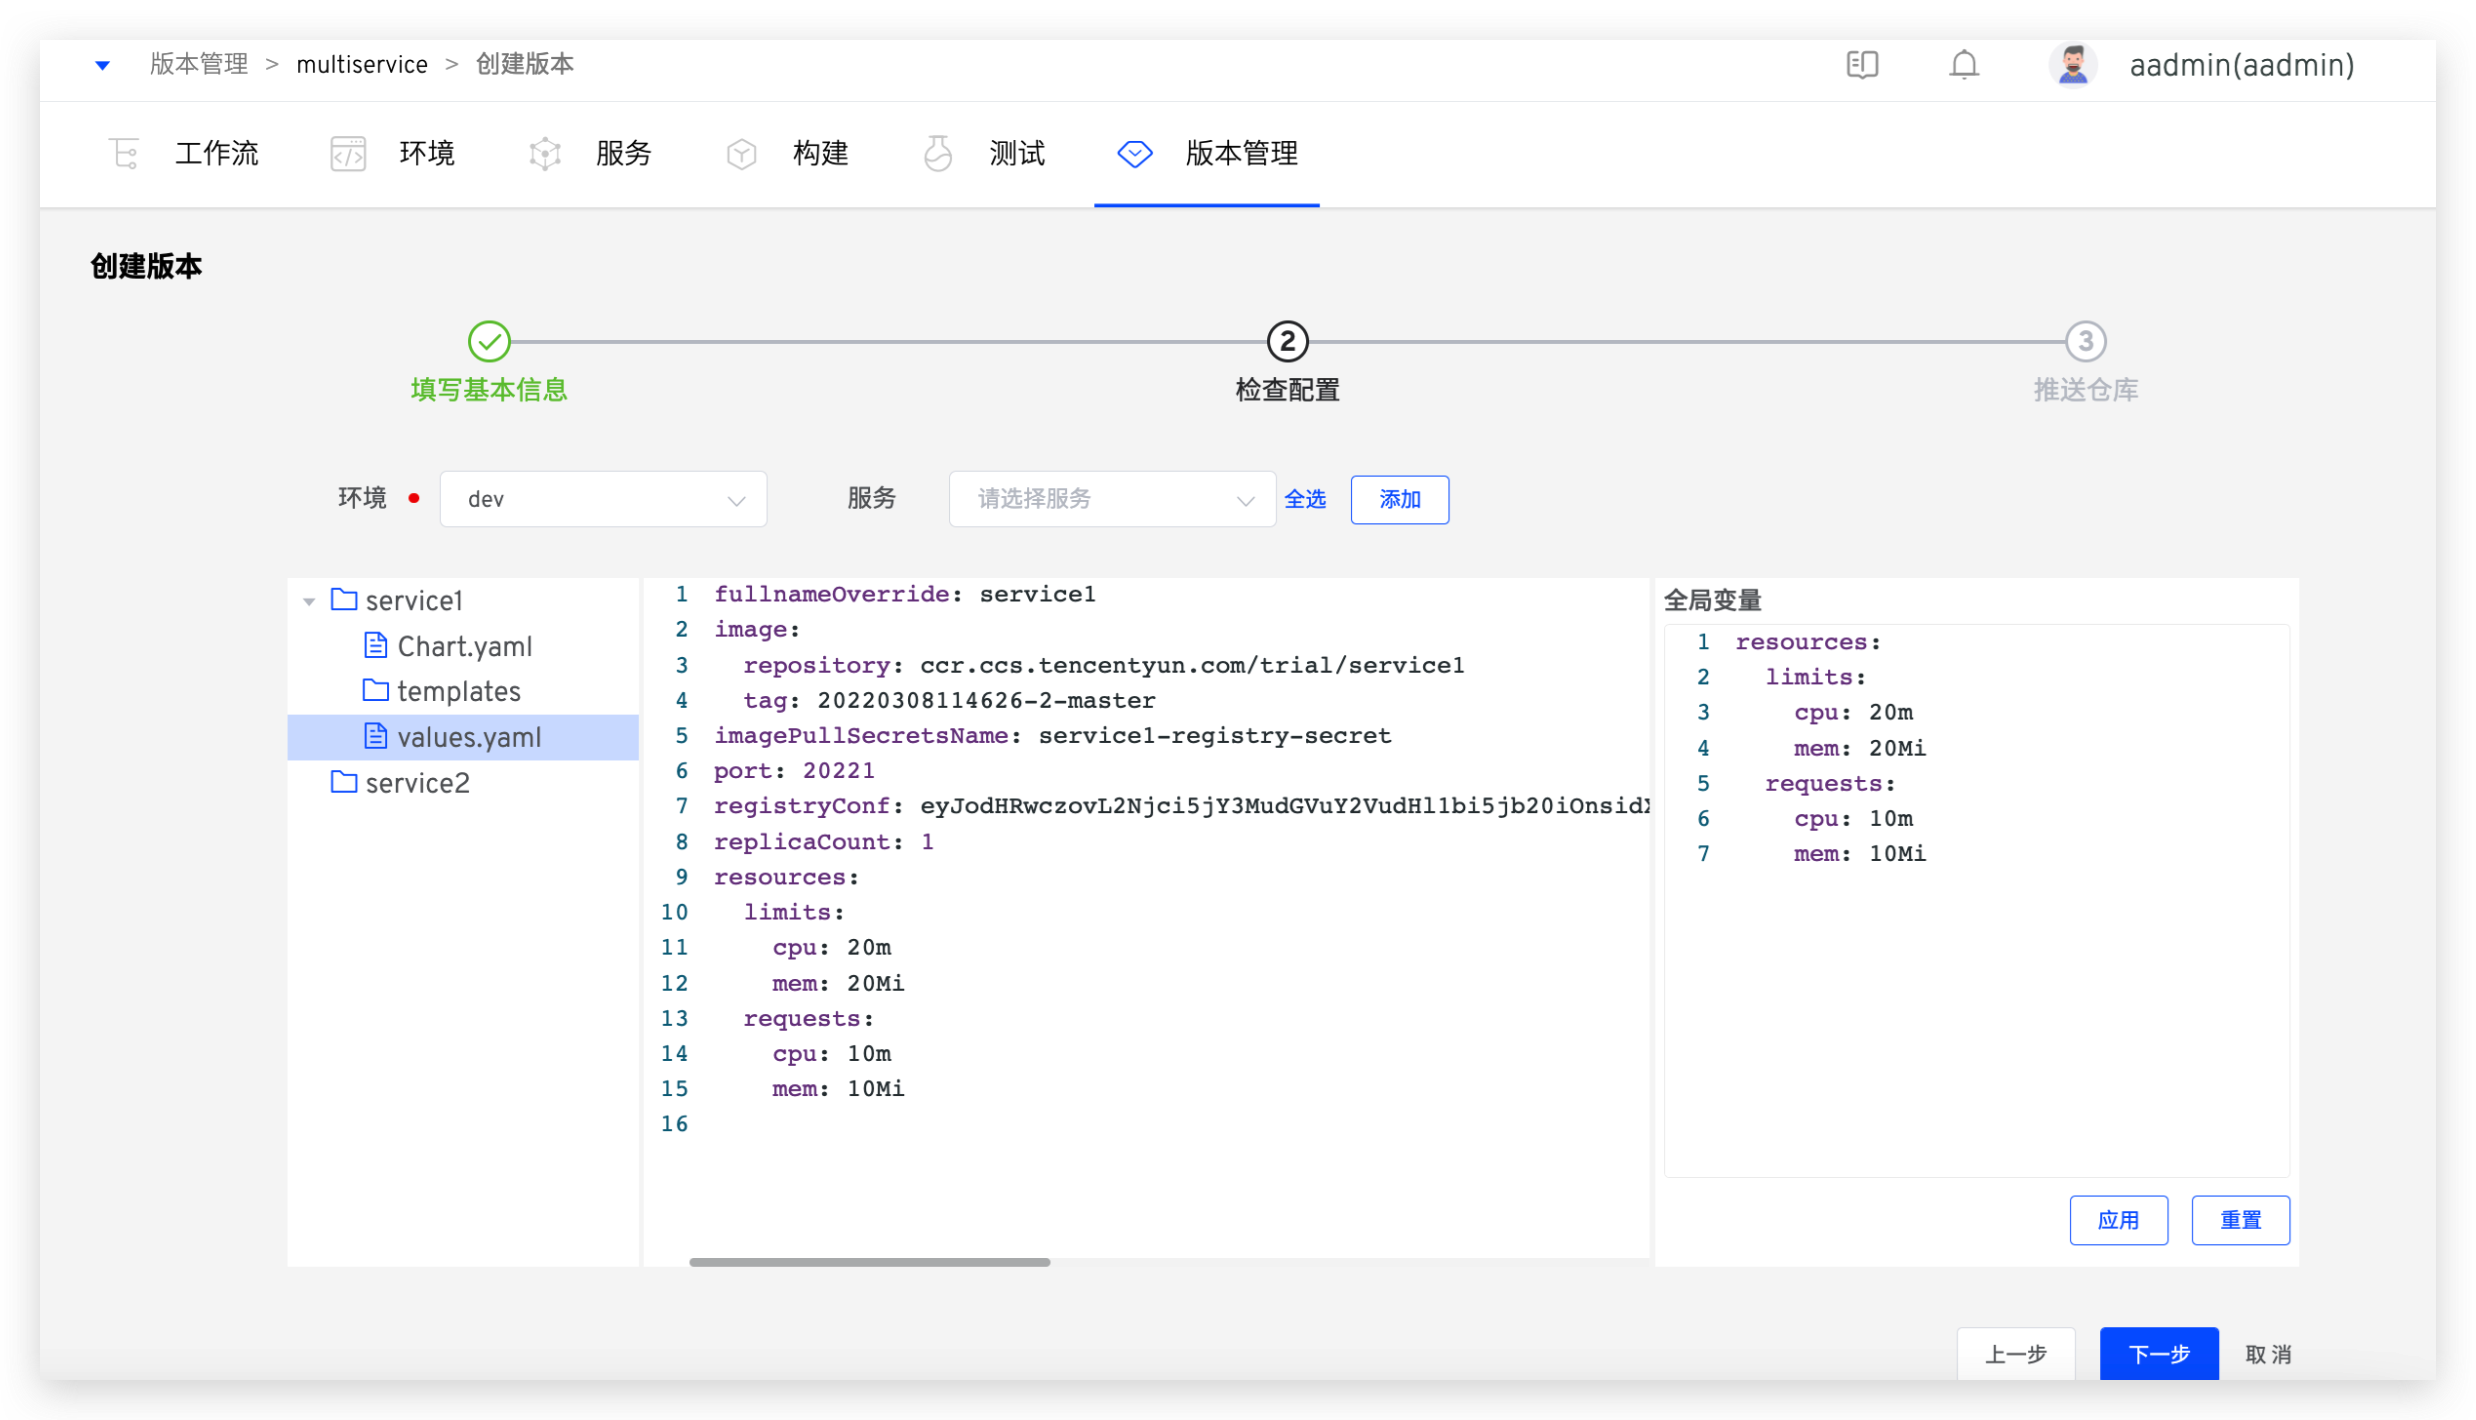 版本管理 > multiservice > 创建版本
aadmin(aadmin)
工作流 环境 服务 构建 测试 版本管理
创建版本
2 3
填写基本信息 检查配置 推送仓库
环境 dev 服务 请选择服务 全选 添加
service1
Chart.yaml
templates
values.yaml
service2
1 fullnameOverride: service1
2 image:
3   repository: ccr.ccs.tencentyun.com/trial/service1
4   tag: 20220308114626-2-master
5 imagePullSecretsName: service1-registry-secret
6 port: 20221
7 registryConf: eyJodHRwczovL2Njci5jY3MudGVuY2VudHl1bi5jb20iOnsidX
8 replicaCount: 1
9 resources:
10   limits:
11     cpu: 20m
12     mem: 20Mi
13   requests:
14     cpu: 10m
15     mem: 10Mi
16
全局变量
1 resources:
2   limits:
3     cpu: 20m
4     mem: 20Mi
5   requests:
6     cpu: 10m
7     mem: 10Mi
应用 重置
上一步 下一步 取消